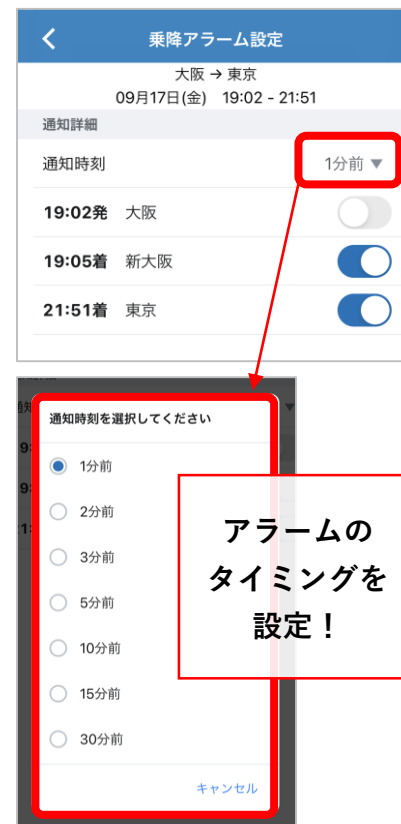 乗降アラーム設定
大阪 → 東京
09月17日(金) 19:02 - 21:51
通知詳細
通知時刻 1分前 ▼
19:02発 大阪
19:05着 新大阪
21:51着 東京
通知時刻を選択してください
1分前
2分前
3分前
5分前
10分前
15分前
30分前
キャンセル
アラームの
タイミングを
設定！